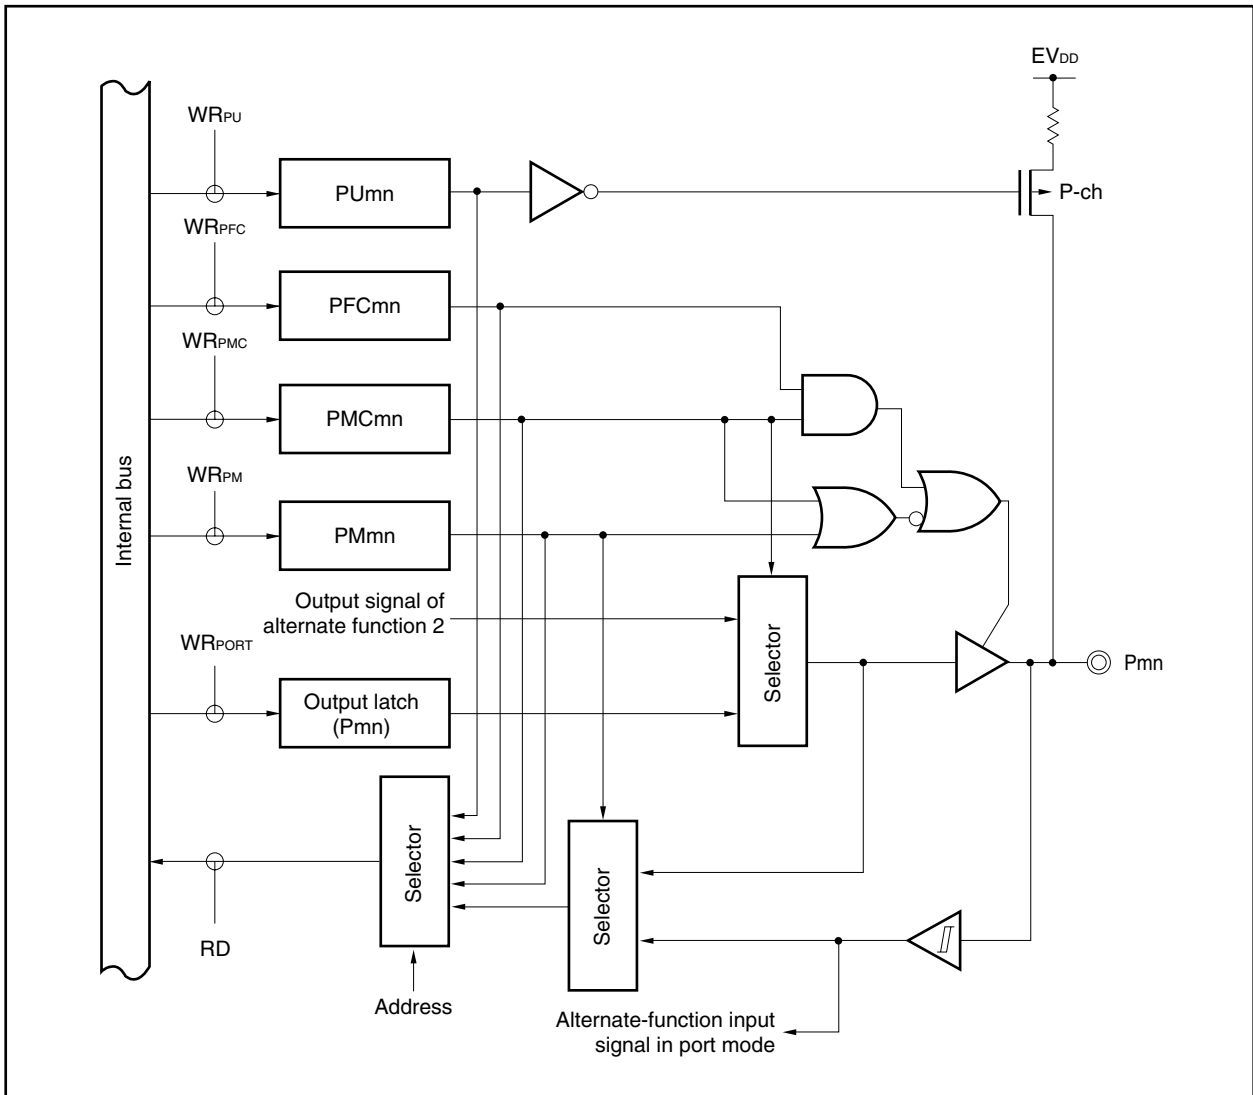 EVDD
WRPU
PUmn
P-ch
WRPFC
PFCmn
WRPMC
PMCmn
Internal bus
WRPM
PMmn
Output signal of
alternate function 2
WRPORT
Selector
Pmn
Output latch
(Pmn)
Selector
Selector
RD
Address
Alternate-function input
signal in port mode